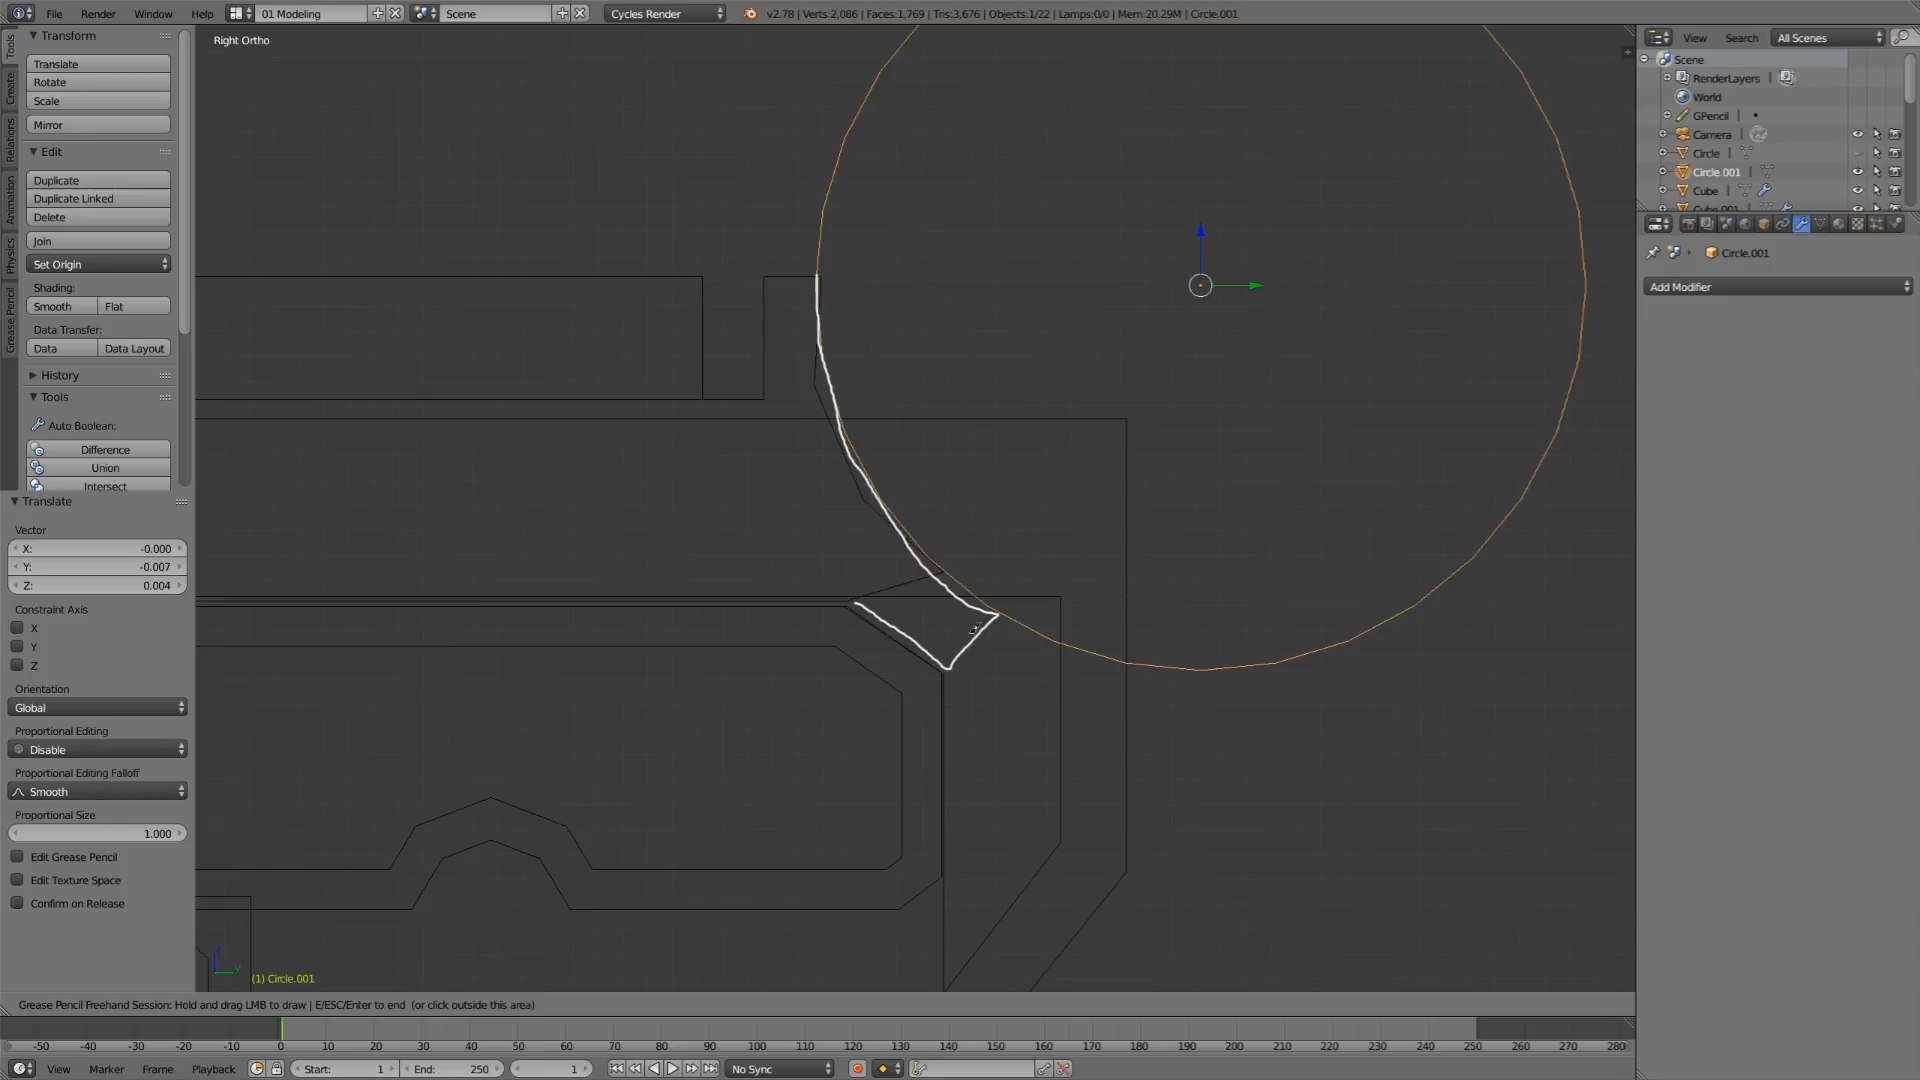 File Render Window Help 01 Modeling Scene Cycles Render v2.78 | Verts:2,086 | Faces:1,769 | Tris:3,676 | Objects:1/22 | Lamps:0/0 | Mem:20.29M | Circle.001
Tools
Create
Relations
Animation
Physics
Grease Pencil
Transform
Translate
Rotate
Scale
Mirror
Edit
Duplicate
Duplicate Linked
Delete
Join
Set Origin
Shading:
Smooth Flat
Data Transfer:
Data Data Layout
History
Tools
Auto Boolean:
Difference
Union
Intersect
Translate
Vector
X: -0.000
Y: -0.007
Z: 0.004
Constraint Axis
X
Y
Z
Orientation
Global
Proportional Editing
Disable
Proportional Editing Falloff
Smooth
Proportional Size
1.000
Edit Grease Pencil
Edit Texture Space
Confirm on Release
Right Ortho
z
y
(1) Circle.001
View Search All Scenes
Scene
RenderLayers |
World
GPencil |
Camera |
Circle |
Circle.001 |
Cube |
Cube.001
Circle.001
Add Modifier
Grease Pencil Freehand Session: Hold and drag LMB to draw | E/ESC/Enter to end (or click outside this area)
-50 -40 -30 -20 -10 0 10 20 30 40 50 60 70 80 90 100 110 120 130 140 150 160 170 180 190 200 210 220 230 240 250 260 270 280
View Marker Frame Playback Start: 1 End: 250 1 No Sync